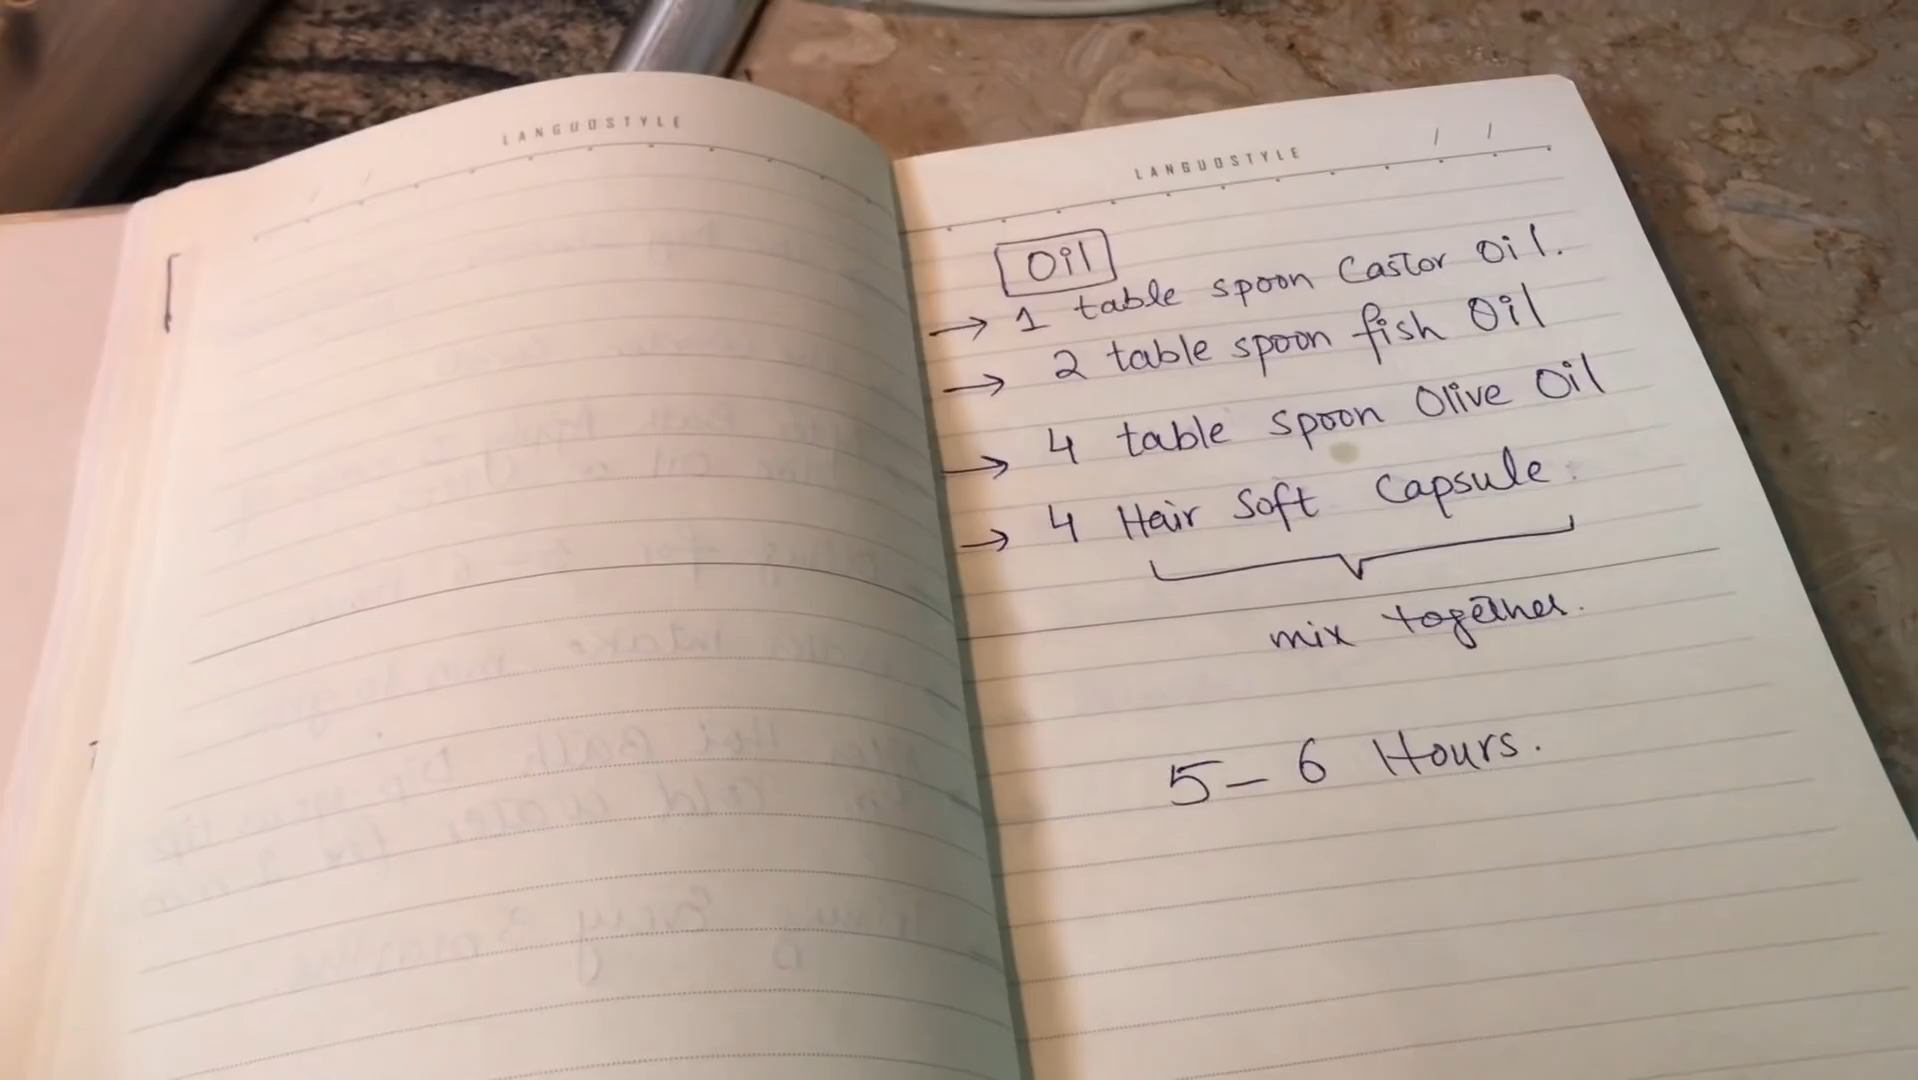 LANGUOSTYLE
LANGUOSTYLE
/ /
Oil
→ 1 table spoon Castor Oil.
→ 2 table spoon fish Oil
→ 4 table spoon Olive Oil
→ 4 Hair Soft Capsule.
mix together.
5 – 6 Hours.